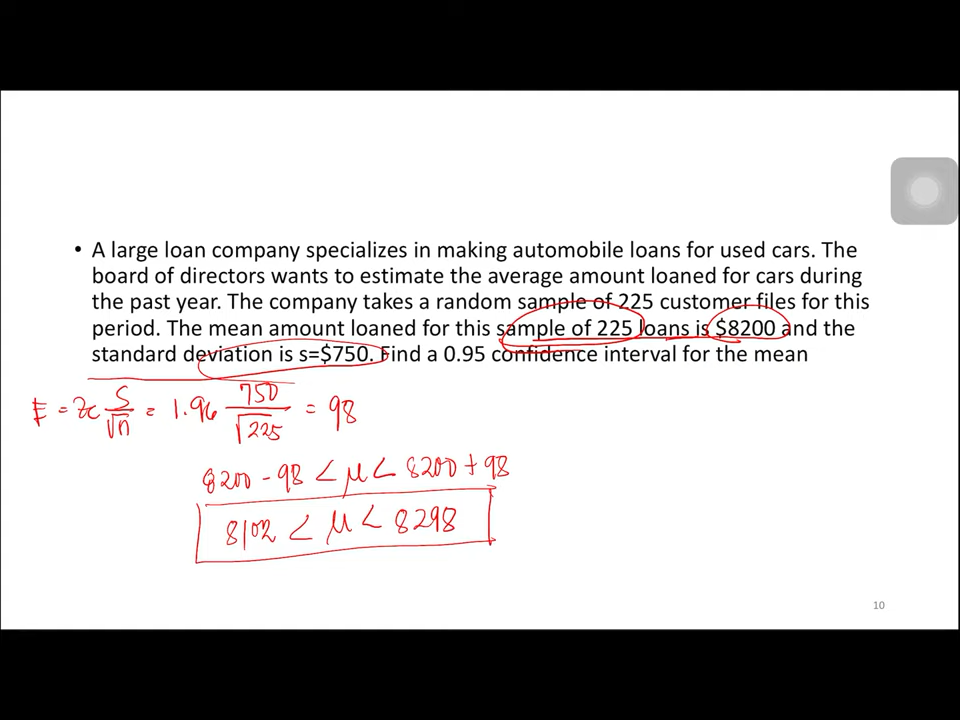 • A large loan company specializes in making automobile loans for used cars. The
board of directors wants to estimate the average amount loaned for cars during
the past year. The company takes a random sample of 225 customer files for this
period. The mean amount loaned for this sample of 225 loans is $8200 and the
standard deviation is s=$750. Find a 0.95 confidence interval for the mean
E = Zc S/√n = 1.96 750/√225 = 98
8200 - 98 < μ < 8200 + 98
8102 < μ < 8298
10